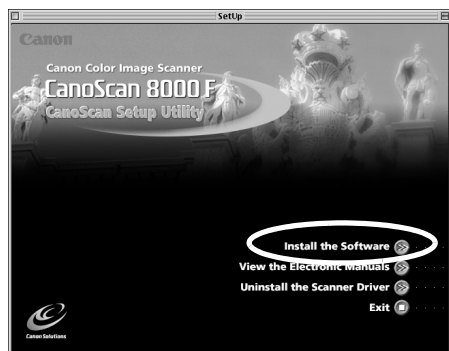 SetUp
Canon
Canon Color Image Scanner
CanoScan 8000 F
CanoScan Setup Utility
Install the Software
View the Electronic Manuals
Uninstall the Scanner Driver
Exit
Canon Solutions